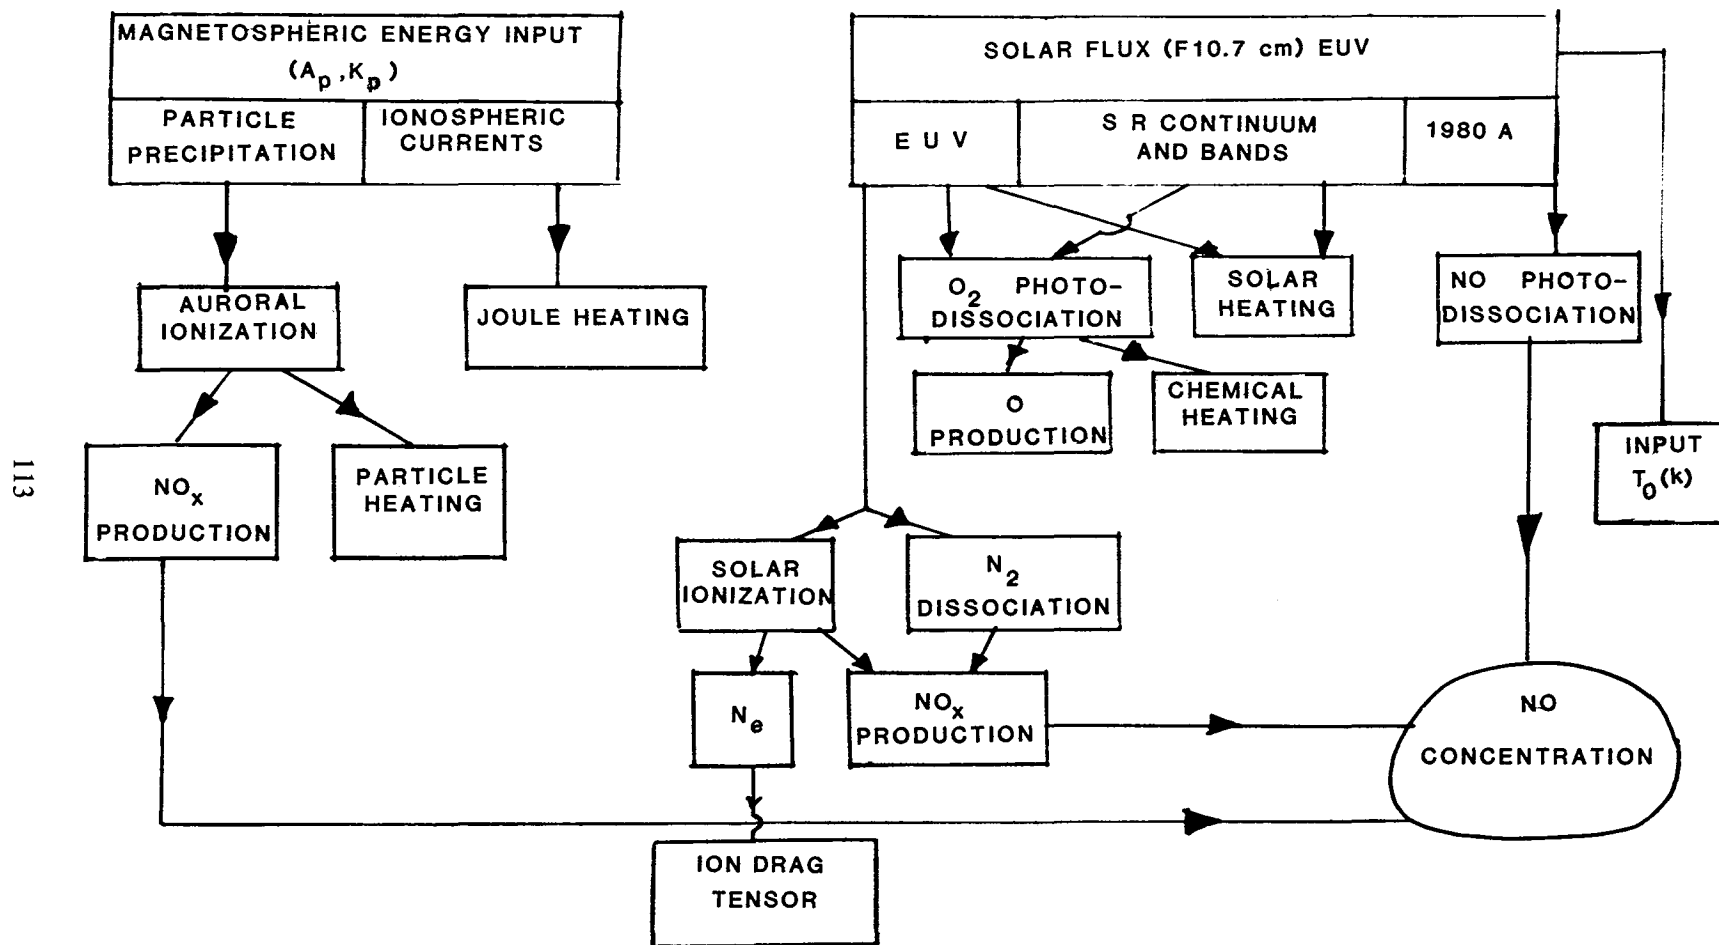 MAGNETOSPHERIC ENERGY INPUT
(Ap,Kp)
PARTICLE
PRECIPITATION
IONOSPHERIC
CURRENTS
SOLAR FLUX (F10.7 cm) EUV
E U V
S R CONTINUUM
AND BANDS
1980 A
AURORAL
IONIZATION
JOULE HEATING
O2 PHOTO-
DISSOCIATION
SOLAR
HEATING
NO PHOTO-
DISSOCIATION
O
PRODUCTION
CHEMICAL
HEATING
INPUT
T0(k)
NOx
PRODUCTION
PARTICLE
HEATING
SOLAR
IONIZATION
N2
DISSOCIATION
Ne
NOx
PRODUCTION
NO
CONCENTRATION
ION DRAG
TENSOR
113